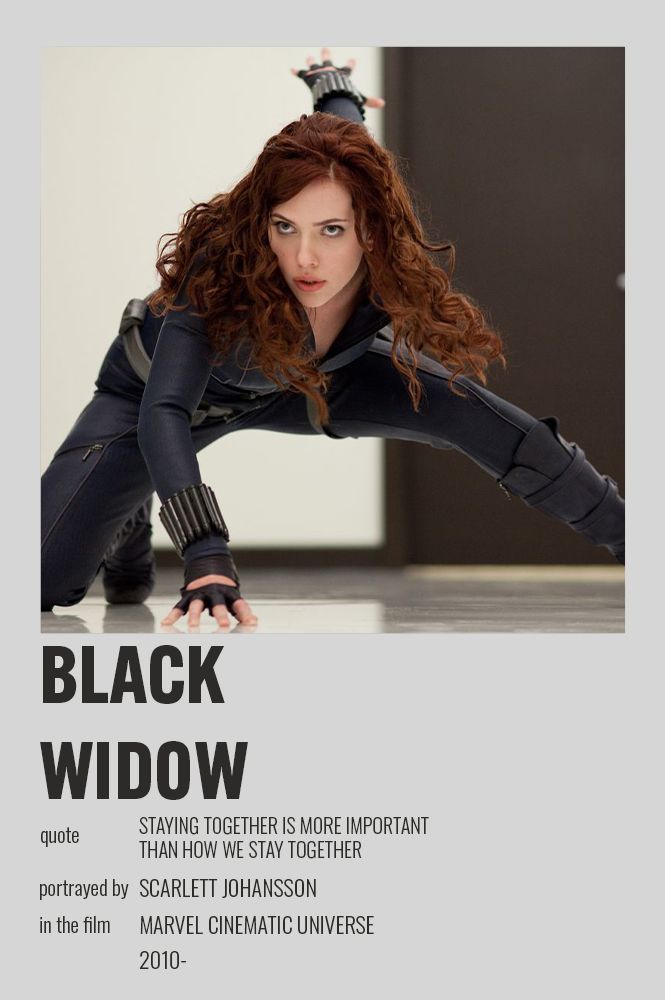 BLACK
WIDOW
quote
STAYING TOGETHER IS MORE IMPORTANT
THAN HOW WE STAY TOGETHER
portrayed by SCARLETT JOHANSSON
in the film MARVEL CINEMATIC UNIVERSE
2010-